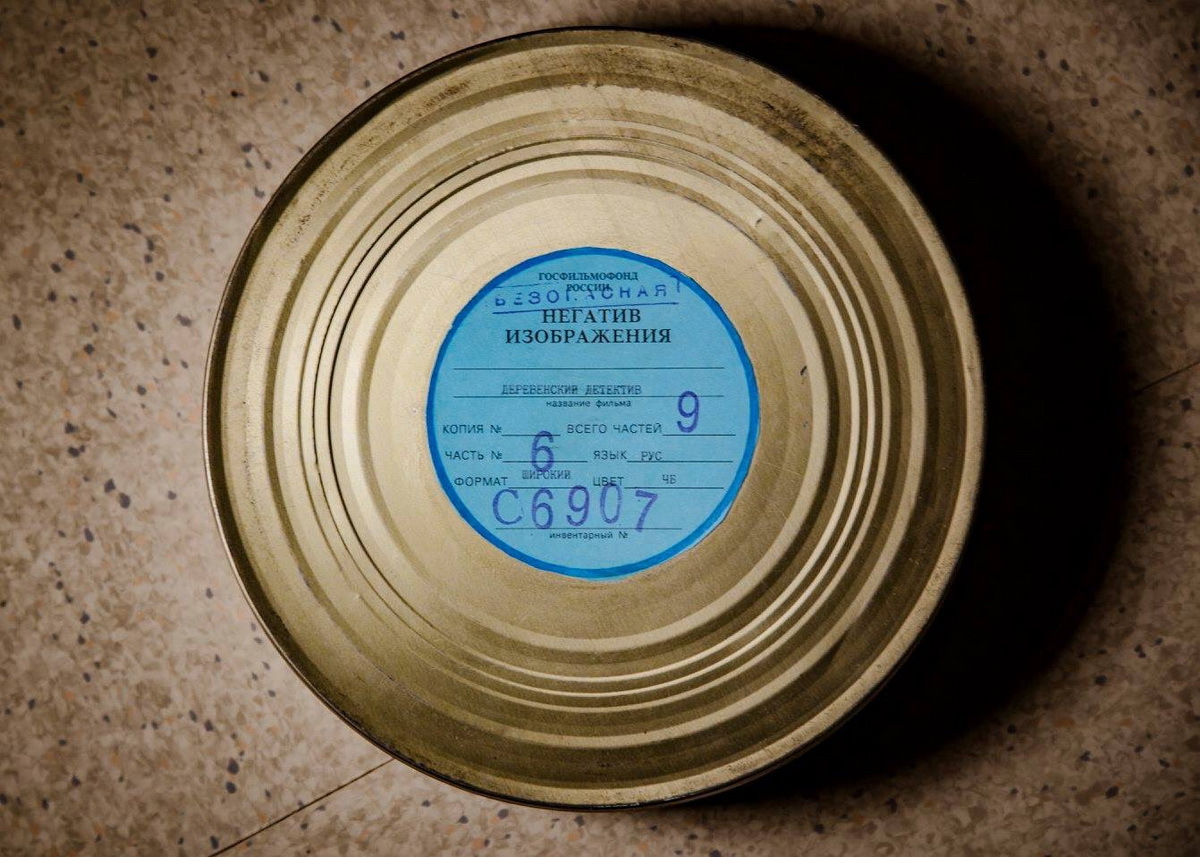 ГОСФИЛЬМОФОНД
РОССИИ
БЕЗОПАСНАЯ
НЕГАТИВ
ИЗОБРАЖЕНИЯ
ДЕРЕВЕНСКИЙ ДЕТЕКТИВ
название фильма
КОПИЯ № ВСЕГО ЧАСТЕЙ 9
ЧАСТЬ № 6 ЯЗЫК РУС
ФОРМАТ ШИРОКИЙ ЦВЕТ ЧБ
С6907
инвентарный №